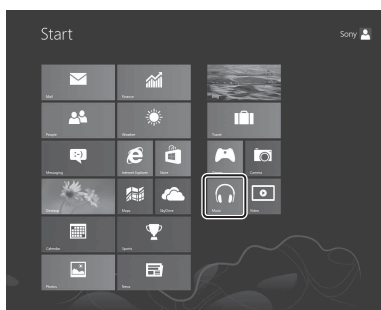 Start
Sony
Mail
Finance
People
Weather
Travel
Messaging
Internet Explorer
Store
Games
Camera
Desktop
Maps
SkyDrive
Music
Video
Calendar
Sports
Photos
News